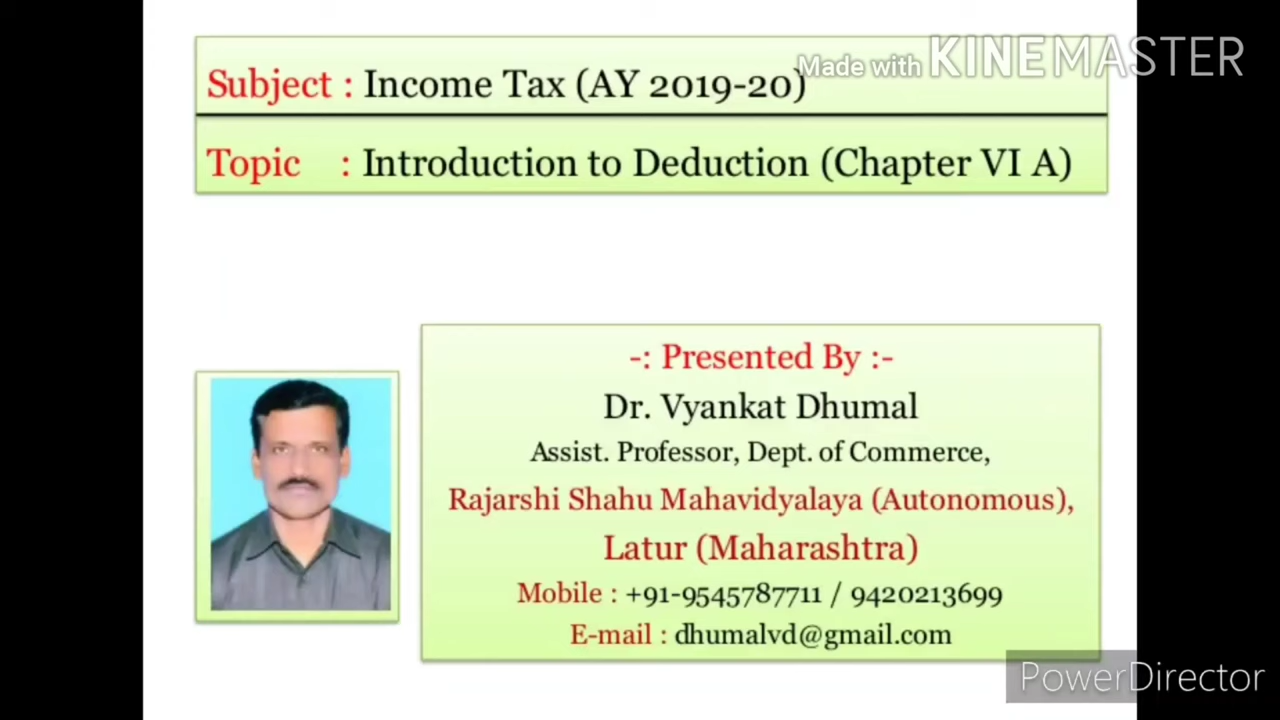 Made with KINEMASTER
Subject : Income Tax (AY 2019-20)
Topic : Introduction to Deduction (Chapter VI A)
-: Presented By :-
Dr. Vyankat Dhumal
Assist. Professor, Dept. of Commerce,
Rajarshi Shahu Mahavidyalaya (Autonomous),
Latur (Maharashtra)
Mobile : +91-9545787711 / 9420213699
E-mail : dhumalvd@gmail.com
PowerDirector